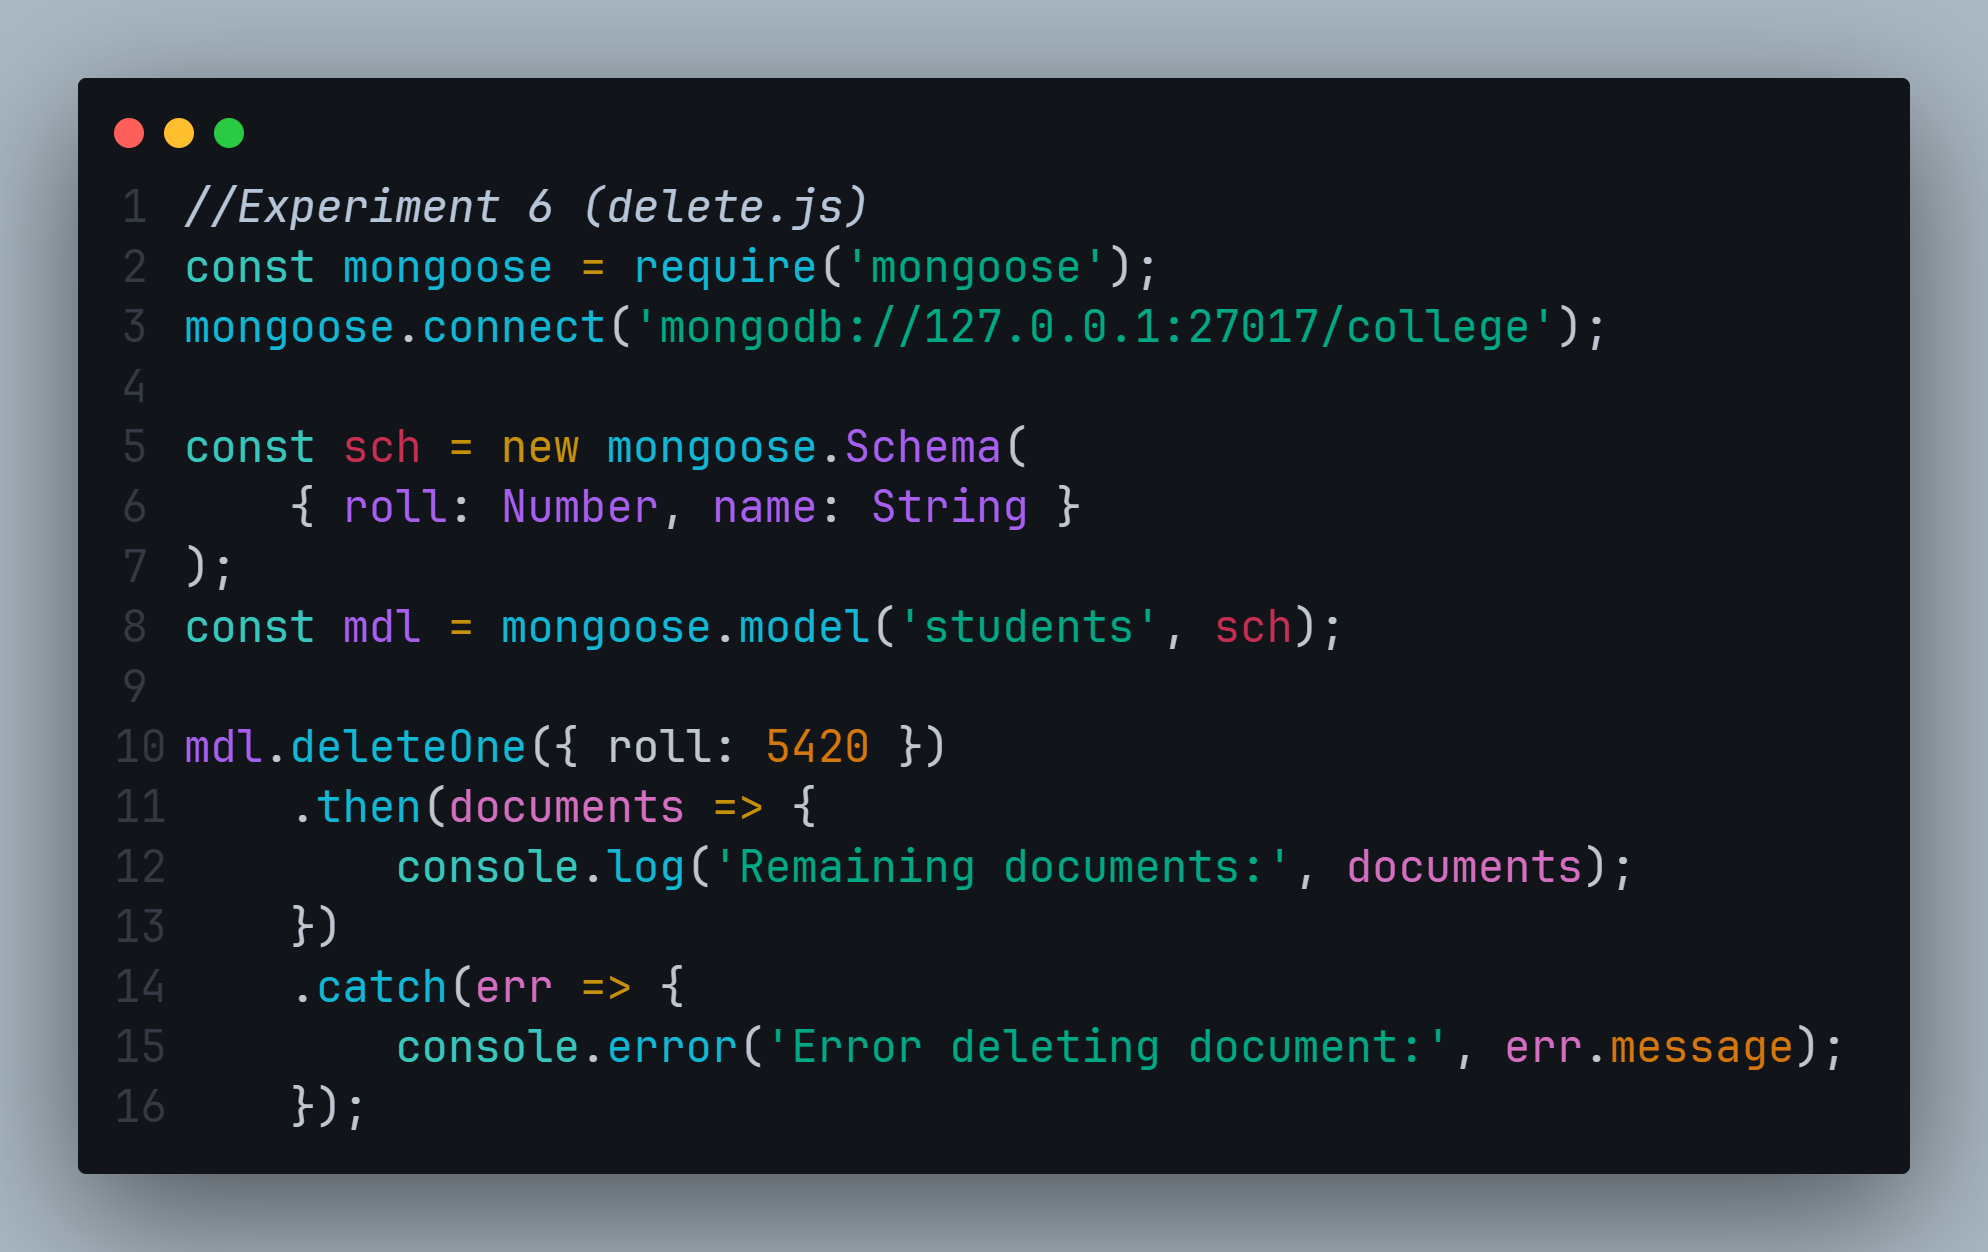 1 //Experiment 6 (delete.js)
2 const mongoose = require('mongoose');
3 mongoose.connect('mongodb://127.0.0.1:27017/college');
4
5 const sch = new mongoose.Schema(
6     { roll: Number, name: String }
7 );
8 const mdl = mongoose.model('students', sch);
9
10 mdl.deleteOne({ roll: 5420 })
11     .then(documents => {
12         console.log('Remaining documents:', documents);
13     })
14     .catch(err => {
15         console.error('Error deleting document:', err.message);
16     });